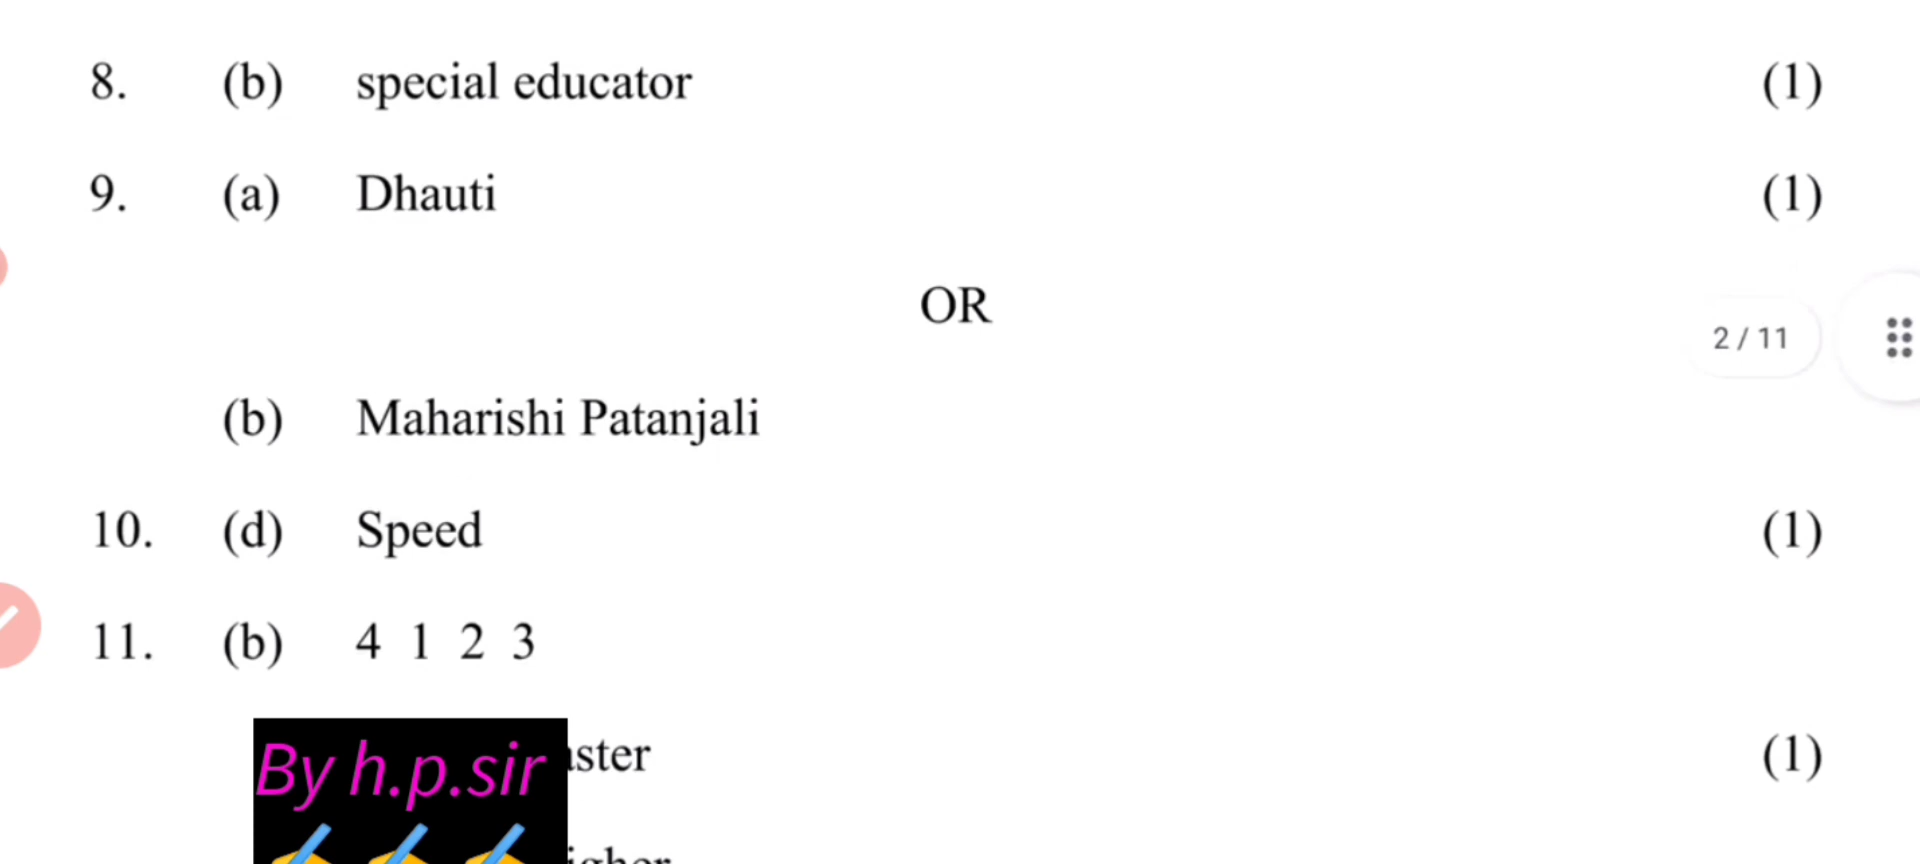 8. (b) special educator (1)
9. (a) Dhauti (1)
OR
2 / 11
(b) Maharishi Patanjali
10. (d) Speed (1)
11. (b) 4 1 2 3
By h.p.sir (1)